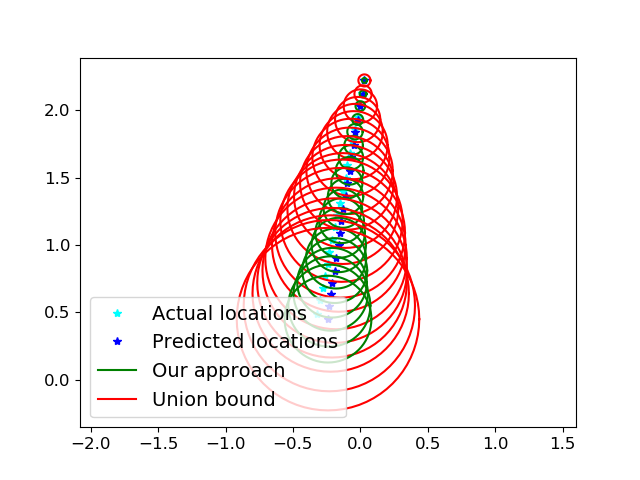 2.0
1.5
1.0
0.5
0.0
Actual locations
Predicted locations
Our approach
Union bound
−2.0 −1.5 −1.0 −0.5 0.0 0.5 1.0 1.5